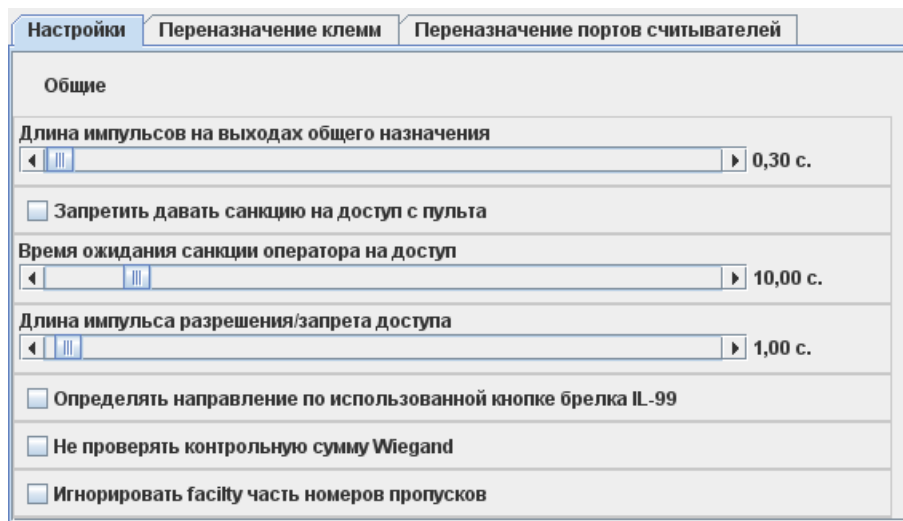 Настройки Переназначение клемм Переназначение портов считывателей
Общие
Длина импульсов на выходах общего назначения
0,30 с.
Запретить давать санкцию на доступ с пульта
Время ожидания санкции оператора на доступ
10,00 с.
Длина импульса разрешения/запрета доступа
1,00 с.
Определять направление по использованной кнопке брелка IL-99
Не проверять контрольную сумму Wiegand
Игнорировать facilty часть номеров пропусков